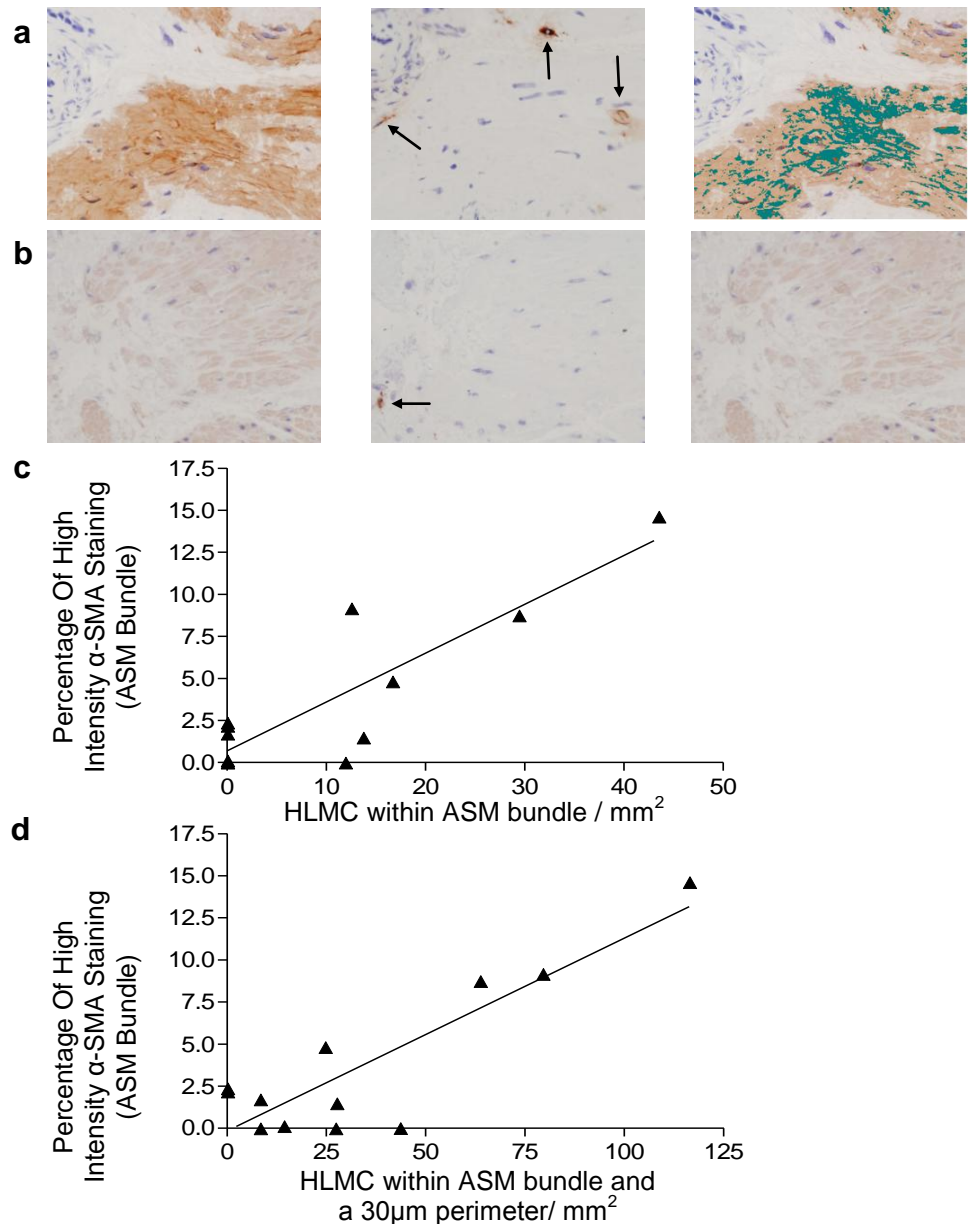 a
b
c
17.5
15.0
12.5
10.0
7.5
5.0
2.5
0.0
Percentage Of High
Intensity α-SMA Staining
(ASM Bundle)
0 10 20 30 40 50
HLMC within ASM bundle / mm²
d
17.5
15.0
12.5
10.0
7.5
5.0
2.5
0.0
Percentage Of High
Intensity α-SMA Staining
(ASM Bundle)
0 25 50 75 100 125
HLMC within ASM bundle and
a 30µm perimeter/ mm²